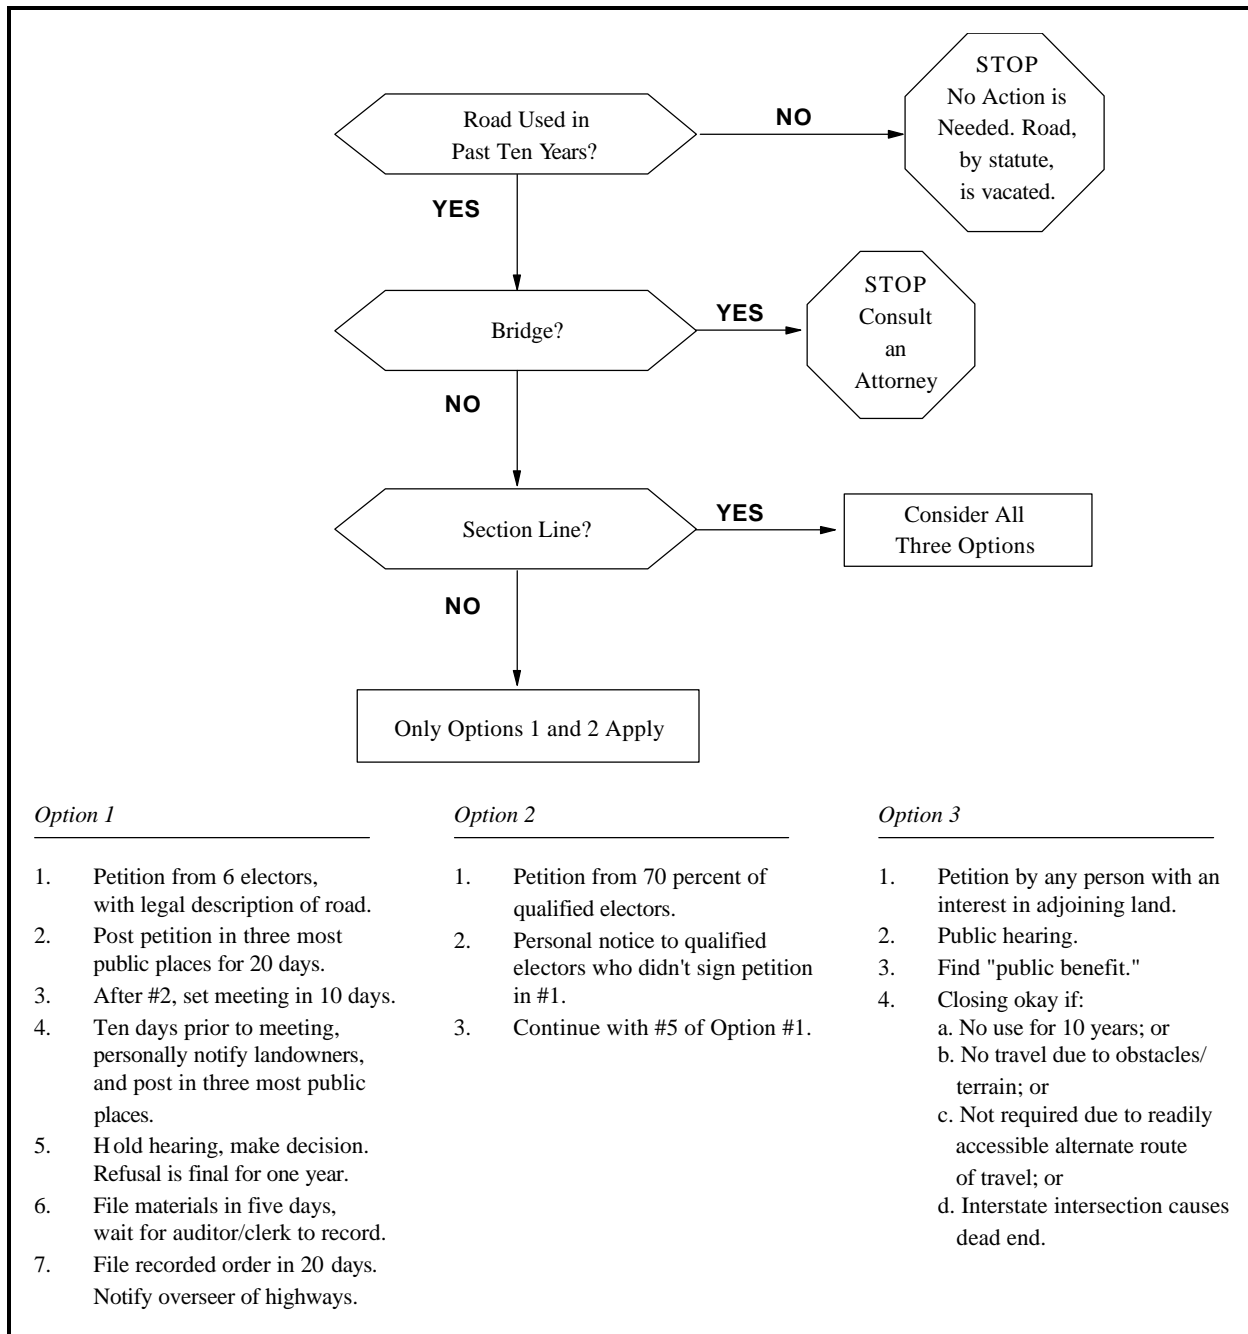 Road Used in
Past Ten Years?
NO
STOP
No Action is
Needed. Road,
by statute,
is vacated.
YES
Bridge?
YES
STOP
Consult
an
Attorney
NO
Section Line?
YES
Consider All
Three Options
NO
Only Options 1 and 2 Apply
Option 1
1. Petition from 6 electors,
with legal description of road.
2. Post petition in three most
public places for 20 days.
3. After #2, set meeting in 10 days.
4. Ten days prior to meeting,
personally notify landowners,
and post in three most public
places.
5. Hold hearing, make decision.
Refusal is final for one year.
6. File materials in five days,
wait for auditor/clerk to record.
7. File recorded order in 20 days.
Notify overseer of highways.
Option 2
1. Petition from 70 percent of
qualified electors.
2. Personal notice to qualified
electors who didn't sign petition
in #1.
3. Continue with #5 of Option #1.
Option 3
1. Petition by any person with an
interest in adjoining land.
2. Public hearing.
3. Find "public benefit."
4. Closing okay if:
a. No use for 10 years; or
b. No travel due to obstacles/
terrain; or
c. Not required due to readily
accessible alternate route
of travel; or
d. Interstate intersection causes
dead end.